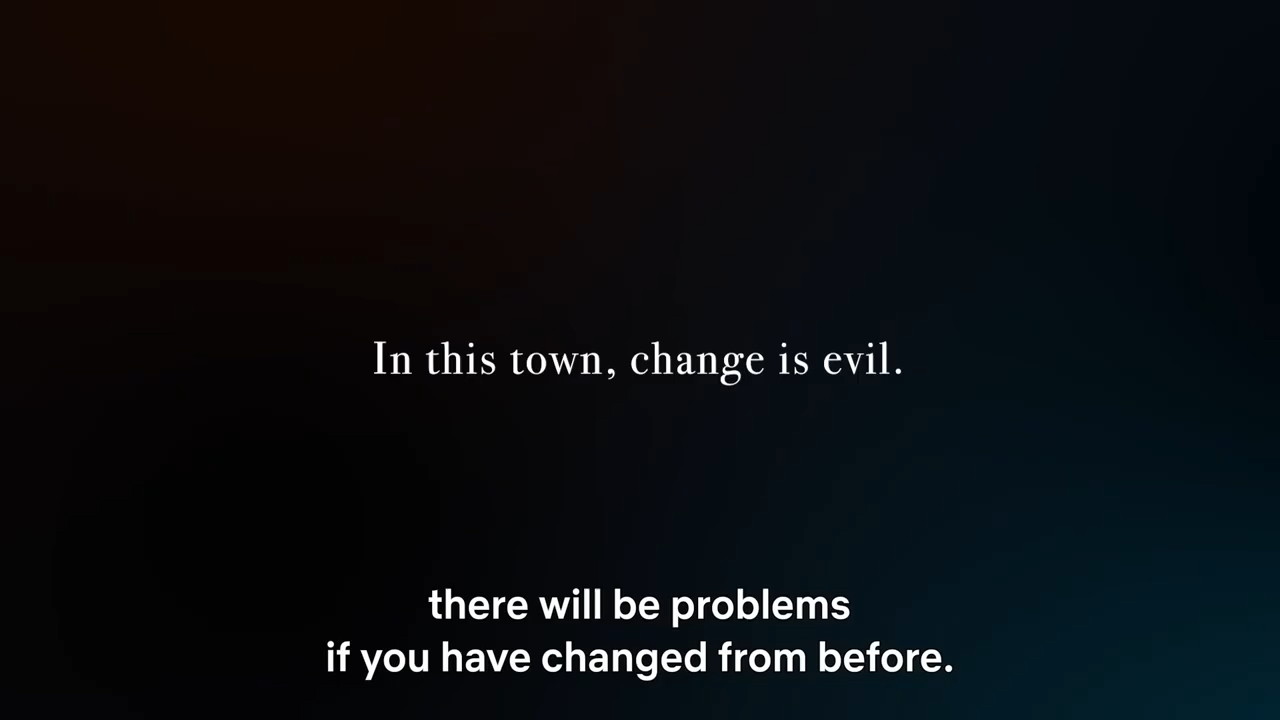 In this town, change is evil.
there will be problems
if you have changed from before.